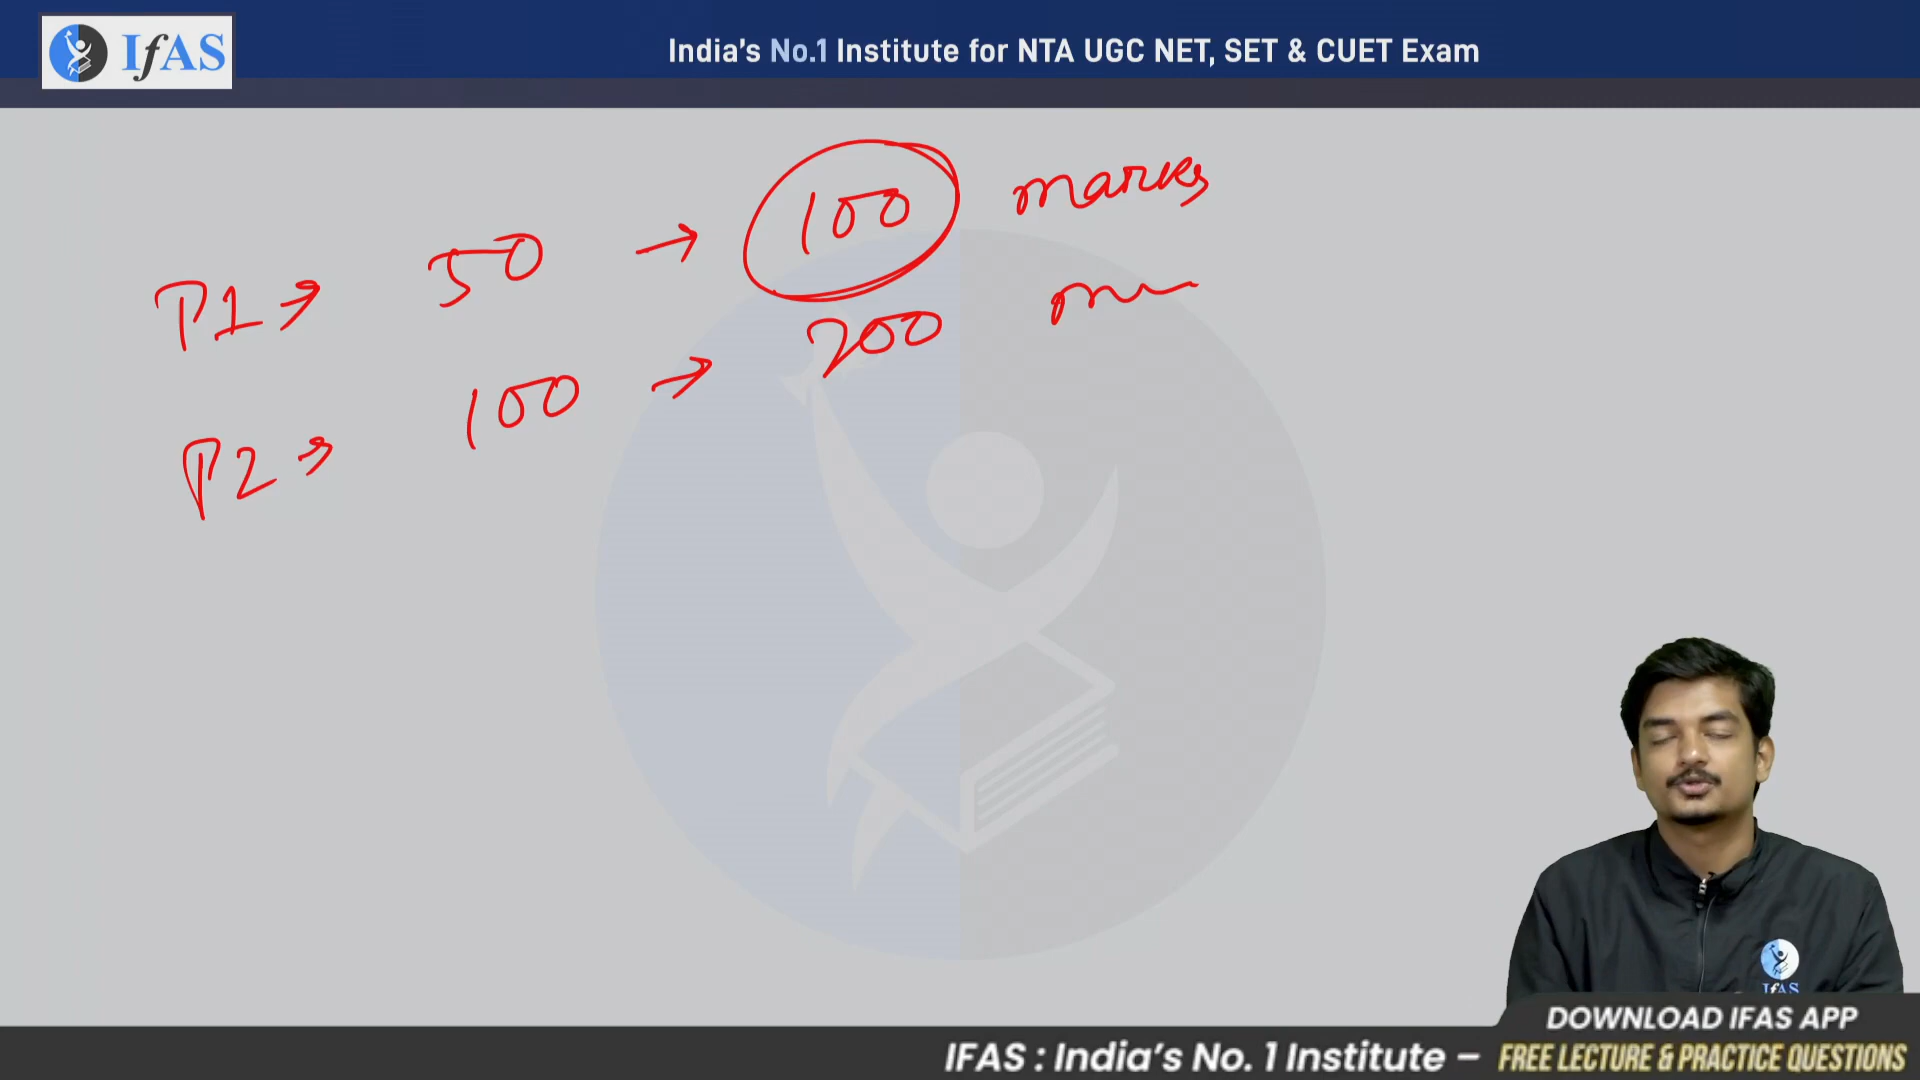 IfAS
India's No.1 Institute for NTA UGC NET, SET & CUET Exam
P1 → 50 → 100 marks
P2 → 100 → 200 m
IfAS
DOWNLOAD IFAS APP
IFAS : India's No. 1 Institute – FREE LECTURE & PRACTICE QUESTIONS